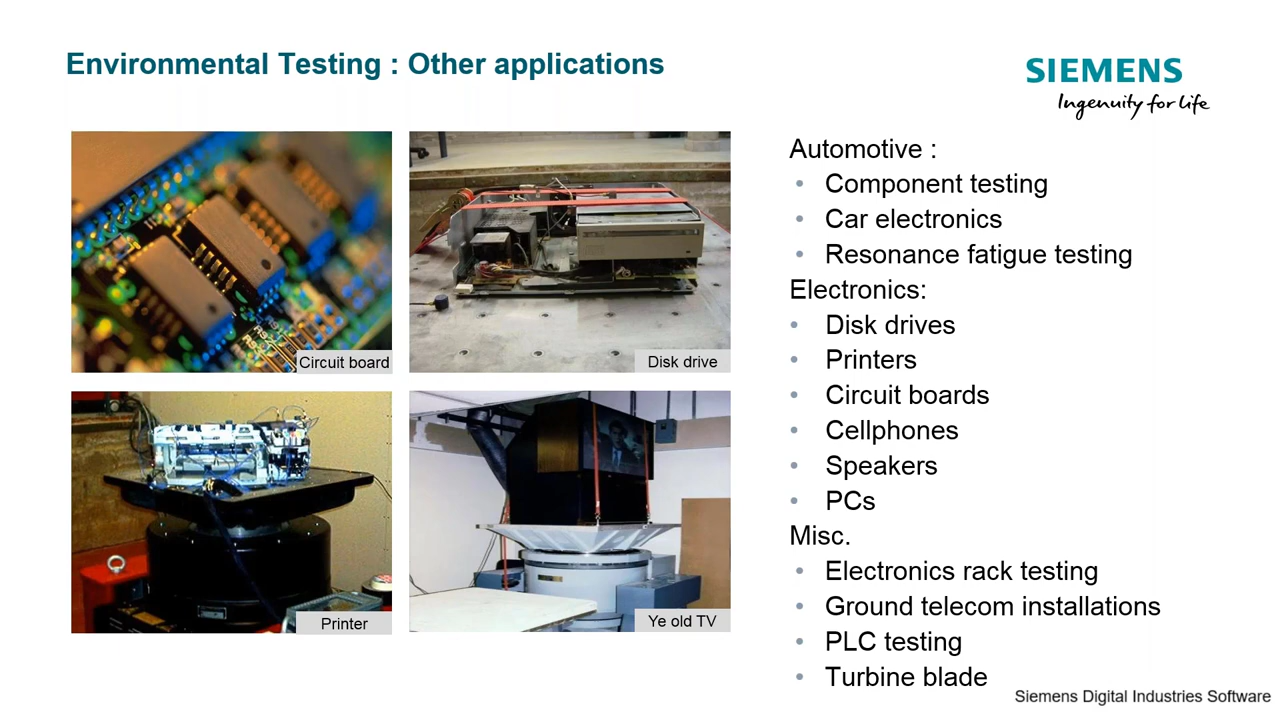 Environmental Testing : Other applications
SIEMENS
Ingenuity for life
Circuit board
Disk drive
Printer
Ye old TV
Automotive :
• Component testing
• Car electronics
• Resonance fatigue testing
Electronics:
• Disk drives
• Printers
• Circuit boards
• Cellphones
• Speakers
• PCs
Misc.
• Electronics rack testing
• Ground telecom installations
• PLC testing
• Turbine blade
Siemens Digital Industries Software